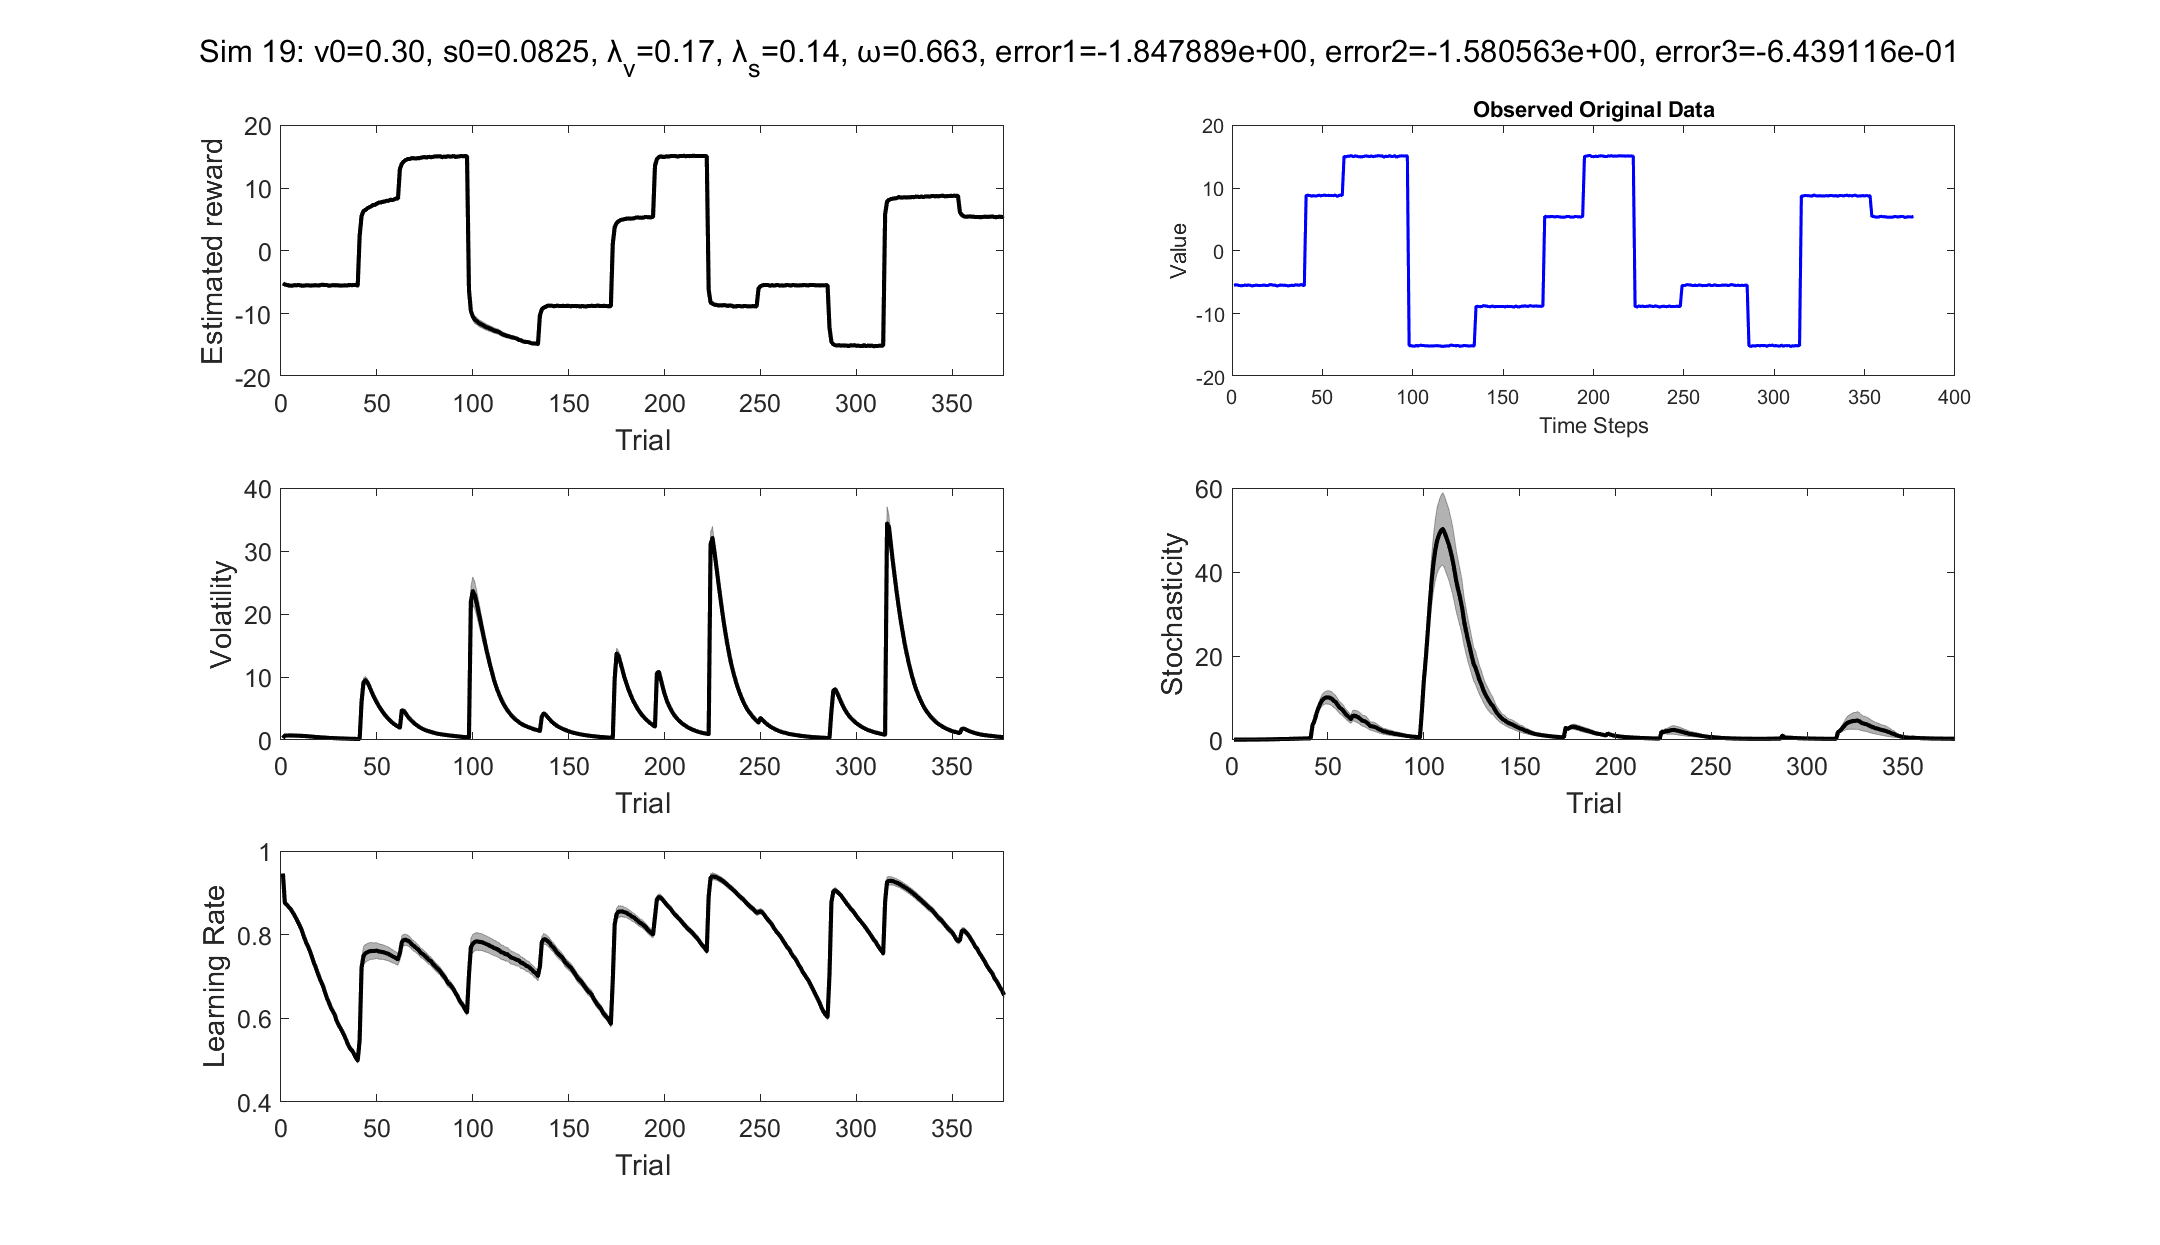 Sim 19: v0=0.30, s0=0.0825, λv=0.17, λs=0.14, ω=0.663, error1=-1.847889e+00, error2=-1.580563e+00, error3=-6.439116e-01
Estimated reward
20
10
0
-10
-20
0 50 100 150 200 250 300 350
Trial
Observed Original Data
Value
20
10
0
-10
-20
0 50 100 150 200 250 300 350 400
Time Steps
Volatility
40
30
20
10
0
0 50 100 150 200 250 300 350
Trial
Stochasticity
60
40
20
0
0 50 100 150 200 250 300 350
Trial
Learning Rate
1
0.8
0.6
0.4
0 50 100 150 200 250 300 350
Trial